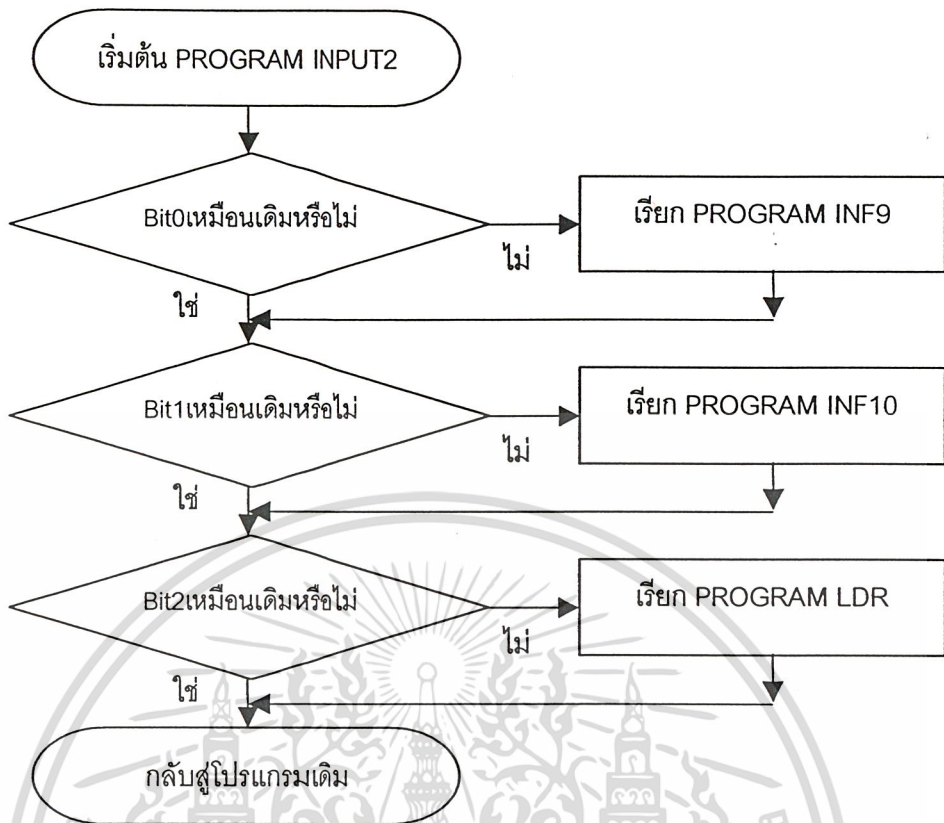 เริ่มต้น PROGRAM INPUT2
Bit0เหมือนเดิมหรือไม่
เรียก PROGRAM INF9
ไม่
ใช่
Bit1เหมือนเดิมหรือไม่
เรียก PROGRAM INF10
ไม่
ใช่
Bit2เหมือนเดิมหรือไม่
เรียก PROGRAM LDR
ไม่
ใช่
กลับสู่โปรแกรมเดิม